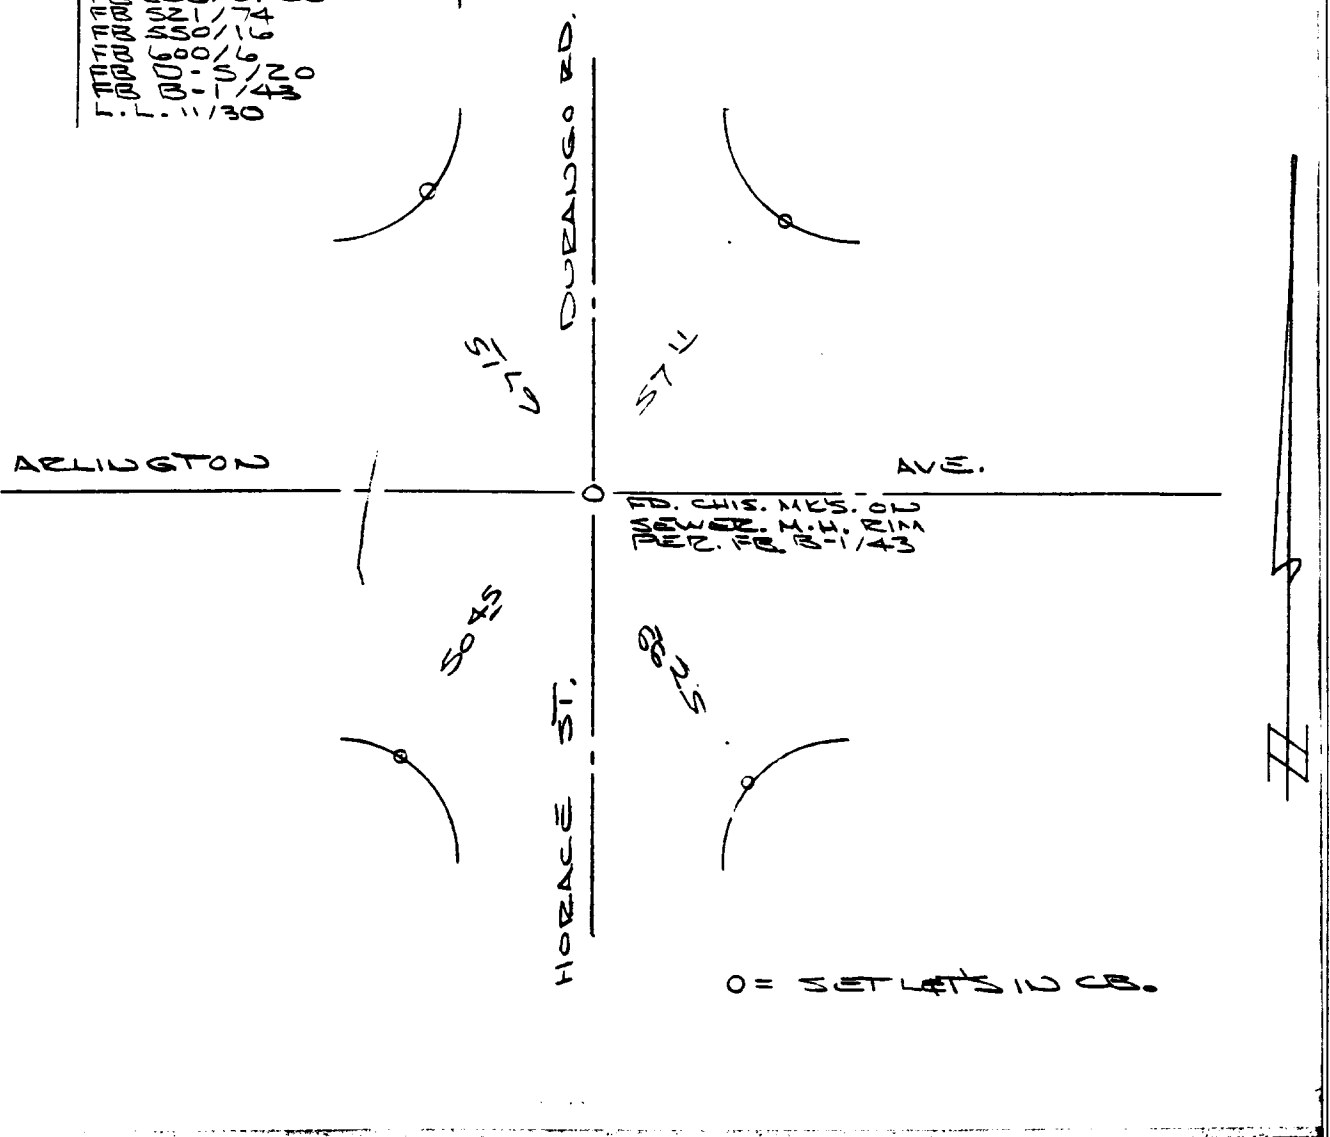 FB 521/74
FB 550/16
FB 600/6
FB D-5/20
FB B-1/43
L.L. 11/30
DURANGO RD.
57 11
ARLINGTON
AVE.
FD. CHIS. MKS. ON
SEWER. M.H. RIM
PER. FB. B-1/43
50 45
HORACE ST.
O = SET L&T'S IN CB.
N